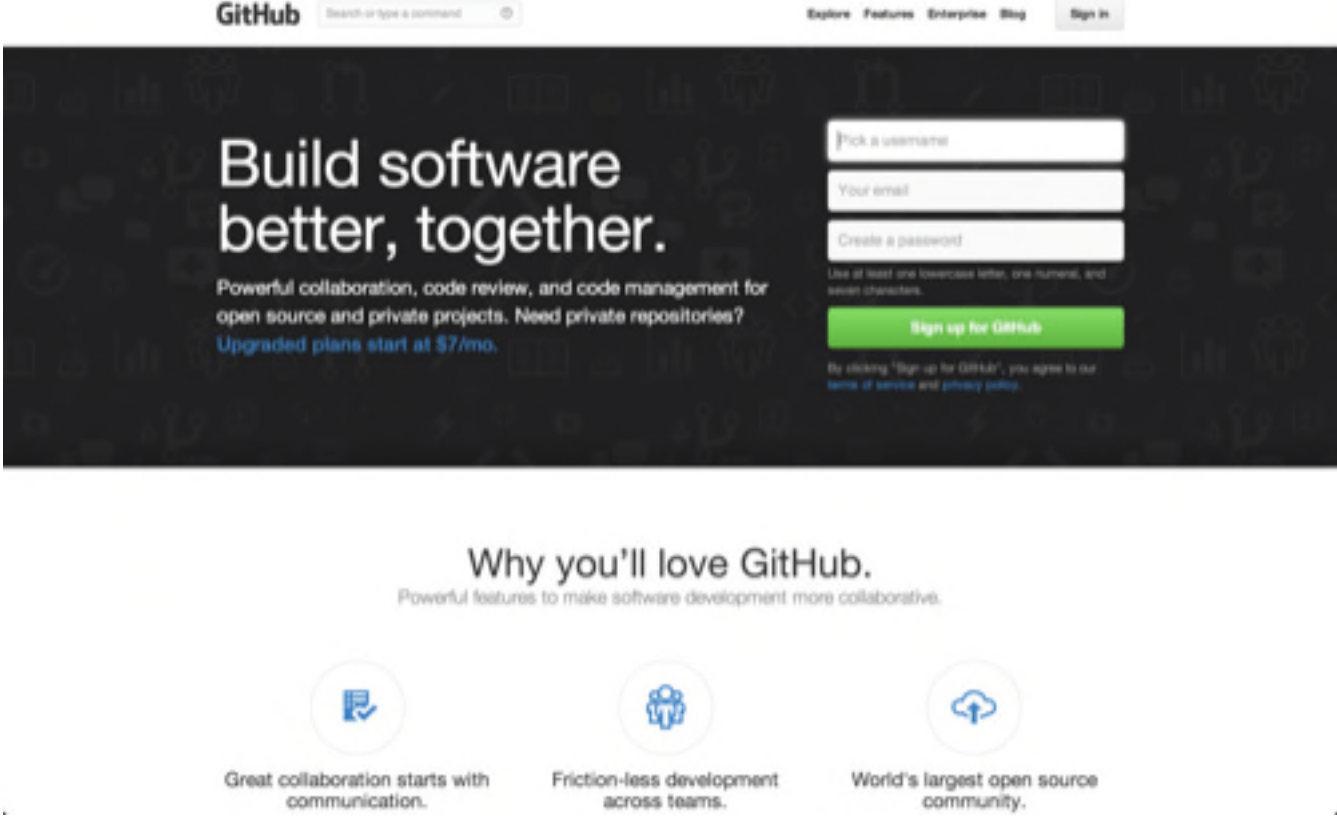 GitHub
Search or type a command
Explore Features Enterprise Blog
Sign in
Build software
better, together.
Powerful collaboration, code review, and code management for
open source and private projects. Need private repositories?
Upgraded plans start at $7/mo.
Pick a username
Your email
Create a password
Use at least one lowercase letter, one numeral, and
seven characters.
Sign up for GitHub
By clicking "Sign up for GitHub", you agree to our
terms of service and privacy policy.
Why you'll love GitHub.
Powerful features to make software development more collaborative.
Great collaboration starts with
communication.
Friction-less development
across teams.
World's largest open source
community.